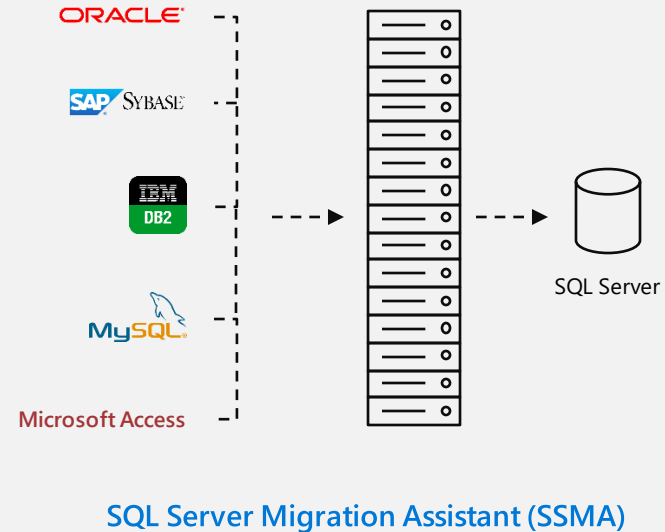 ORACLE
SAP SYBASE
IBM
DB2
MySQL
Microsoft Access
SQL Server
SQL Server Migration Assistant (SSMA)